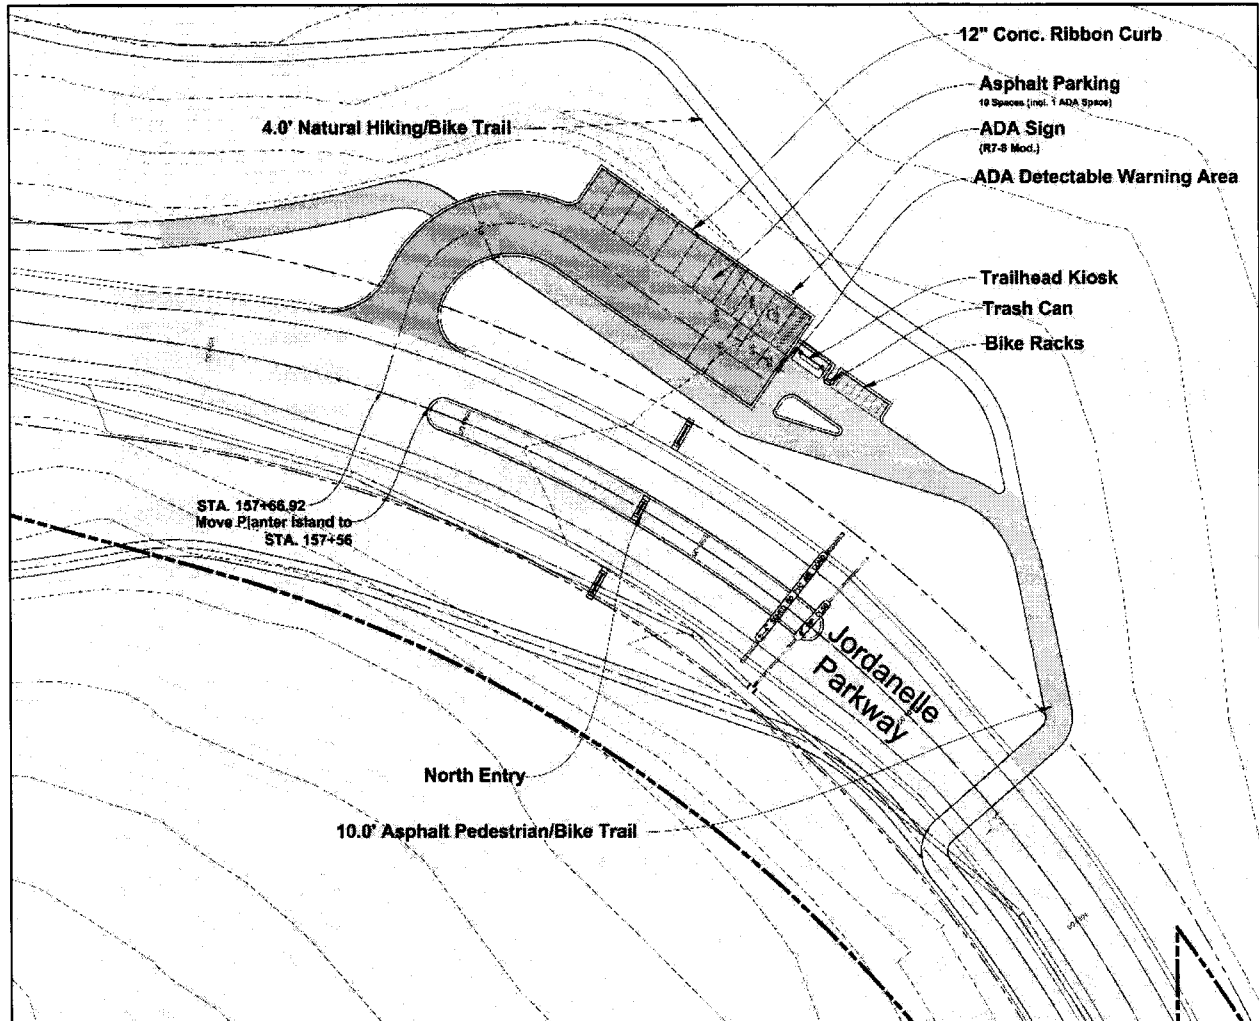 12" Conc. Ribbon Curb
Asphalt Parking
10 Spaces (incl. 1 ADA Space)
4.0' Natural Hiking/Bike Trail
ADA Sign
(R7-8 Mod.)
ADA Detectable Warning Area
Trailhead Kiosk
Trash Can
Bike Racks
STA. 157+66.92
Move Planter Island to
STA. 157+56
Jordanelle
Parkway
North Entry
10.0' Asphalt Pedestrian/Bike Trail